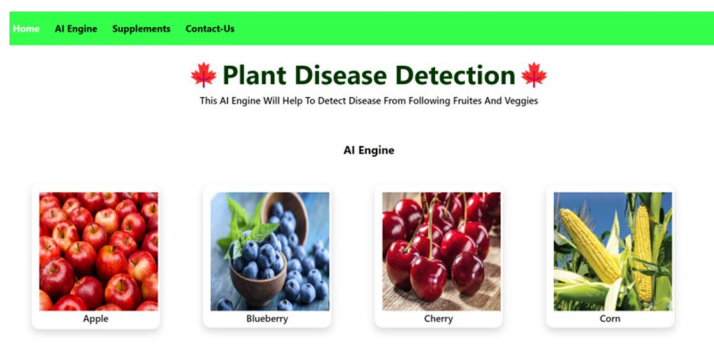 Home AI Engine Supplements Contact-Us
🍁 Plant Disease Detection 🍁
This AI Engine Will Help To Detect Disease From Following Fruites And Veggies
AI Engine
Apple Blueberry Cherry Corn